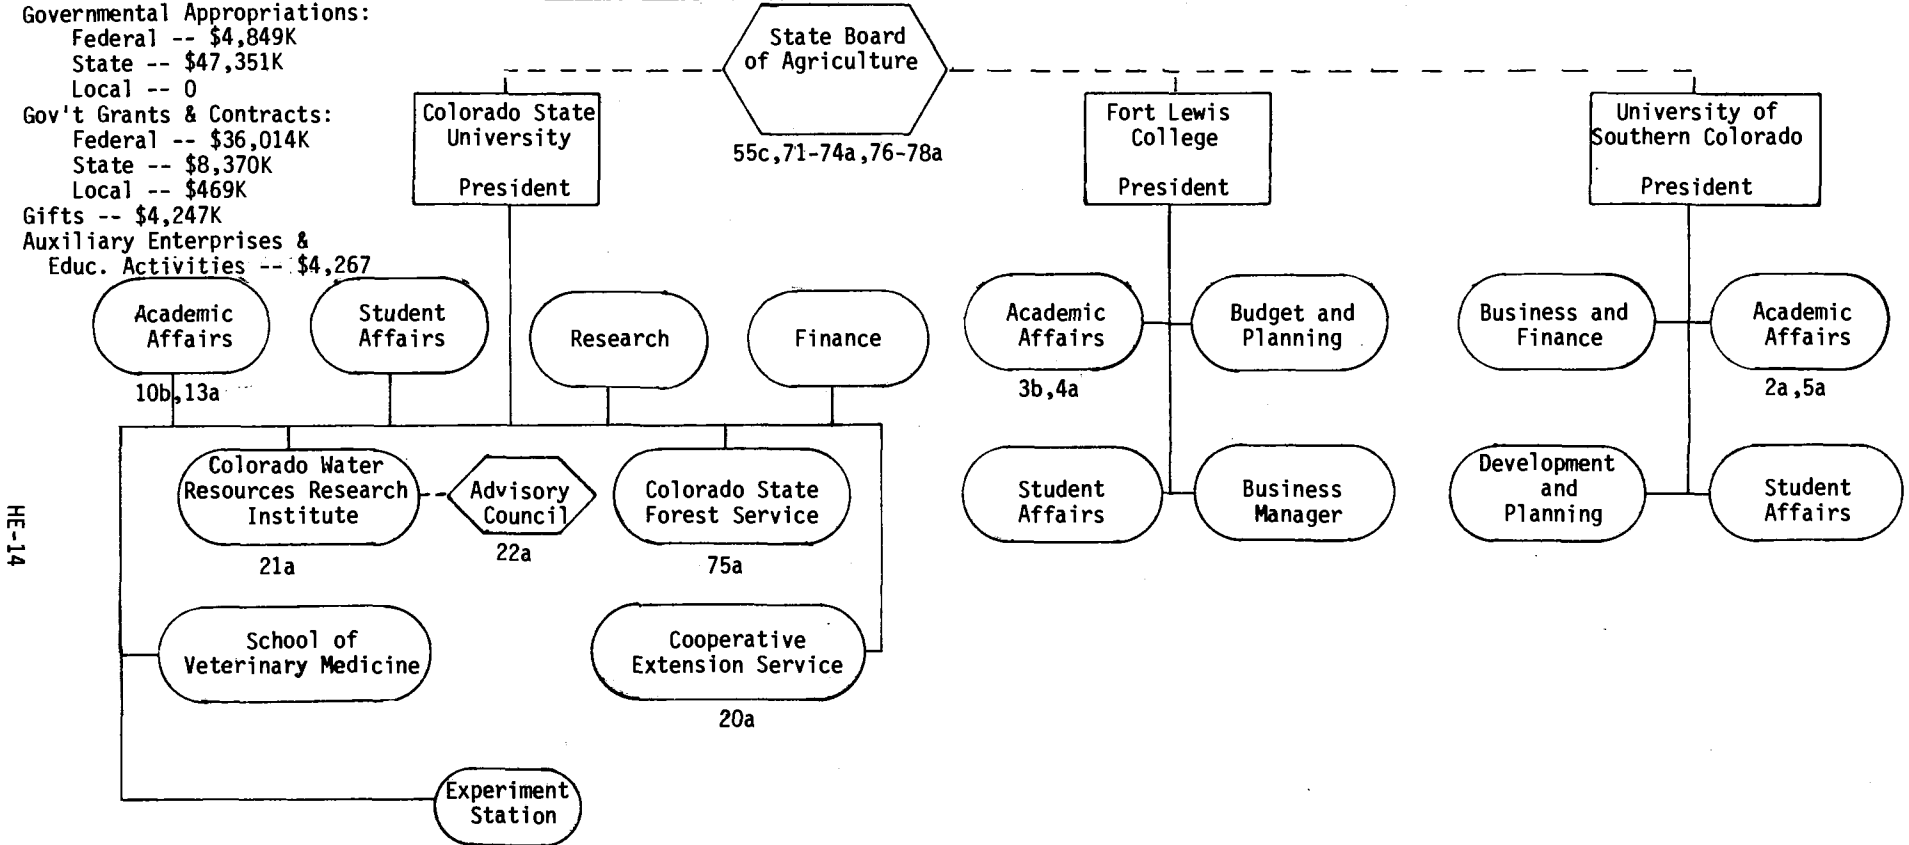 Governmental Appropriations:
Federal -- $4,849K
State -- $47,351K
Local -- 0
Gov't Grants & Contracts:
Federal -- $36,014K
State -- $8,370K
Local -- $469K
Gifts -- $4,247K
Auxiliary Enterprises &
Educ. Activities -- $4,267
State Board
of Agriculture
55c,71-74a,76-78a
Colorado State
University
President
Fort Lewis
College
President
University of
Southern Colorado
President
Academic
Affairs
10b,13a
Student
Affairs
Research
Finance
Academic
Affairs
3b,4a
Budget and
Planning
Business and
Finance
Academic
Affairs
2a,5a
Colorado Water
Resources Research
Institute
21a
Advisory
Council
22a
Colorado State
Forest Service
75a
Student
Affairs
Business
Manager
Development
and
Planning
Student
Affairs
School of
Veterinary Medicine
Cooperative
Extension Service
20a
Experiment
Station
HE-14